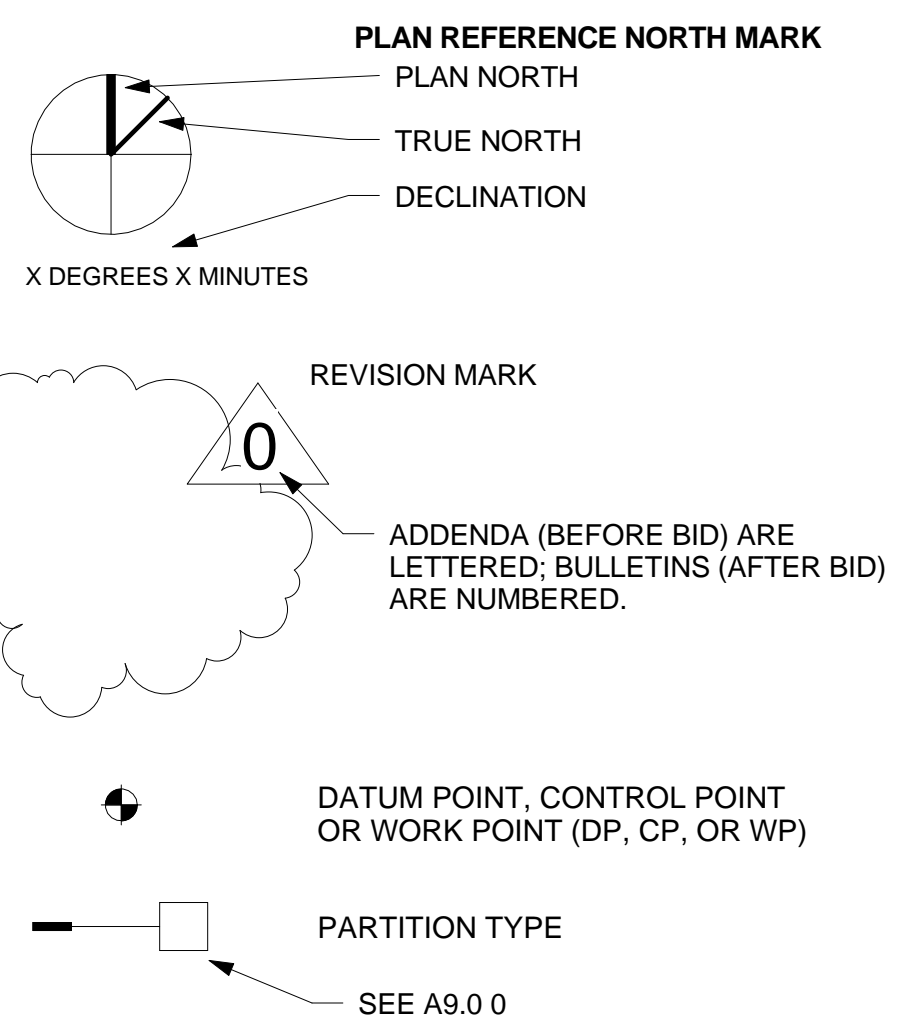 PLAN REFERENCE NORTH MARK
PLAN NORTH
TRUE NORTH
DECLINATION
X DEGREES X MINUTES
REVISION MARK
0
ADDENDA (BEFORE BID) ARE
LETTERED; BULLETINS (AFTER BID)
ARE NUMBERED.
DATUM POINT, CONTROL POINT
OR WORK POINT (DP, CP, OR WP)
PARTITION TYPE
SEE A9.0 0